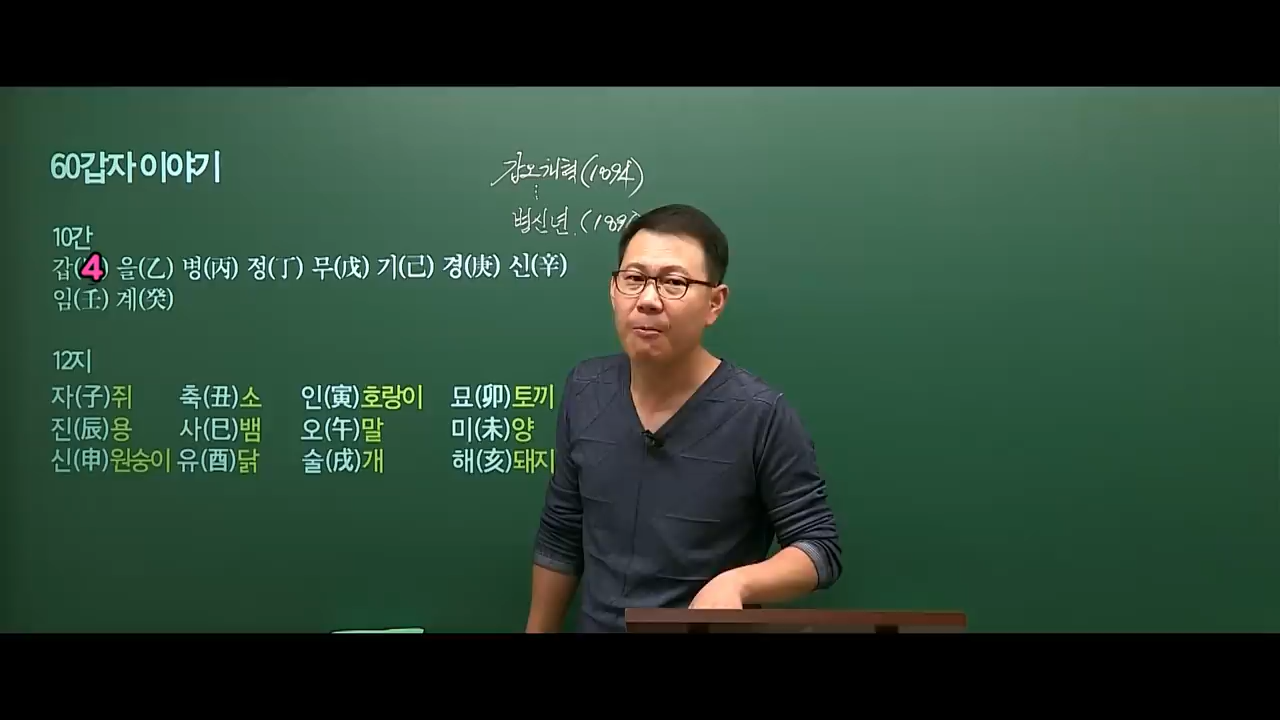 60갑자 이야기
갑오개혁(1894)
병신년.(189
10간
갑(4) 을(乙) 병(丙) 정(丁) 무(戊) 기(己) 경(庚) 신(辛)
임(壬) 계(癸)
12지
자(子)쥐 축(丑)소 인(寅)호랑이 묘(卯)토끼
진(辰)용 사(巳)뱀 오(午)말 미(未)양
신(申)원숭이 유(酉)닭 술(戌)개 해(亥)돼지